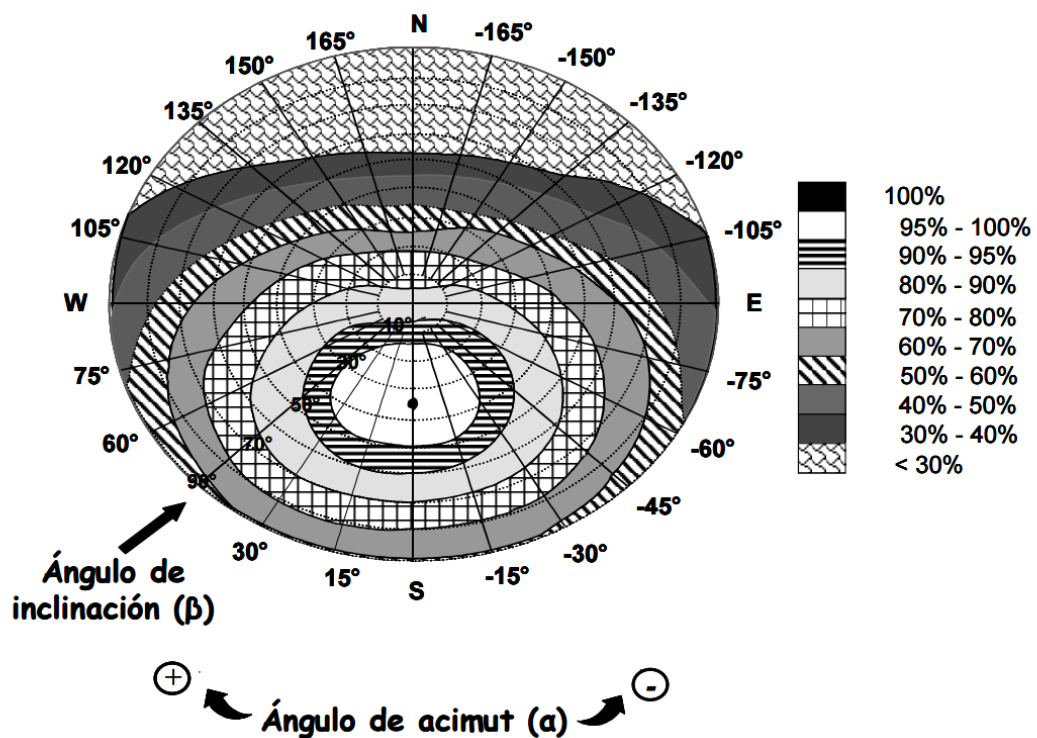 N
165°
-165°
150°
-150°
135°
-135°
120°
-120°
105°
-105°
W
E
75°
-75°
60°
-60°
-45°
30°
-30°
15°
-15°
S
10°
30°
50°
70°
90°
100%
95% - 100%
90% - 95%
80% - 90%
70% - 80%
60% - 70%
50% - 60%
40% - 50%
30% - 40%
< 30%
Ángulo de
inclinación (β)
+
-
Ángulo de acimut (α)